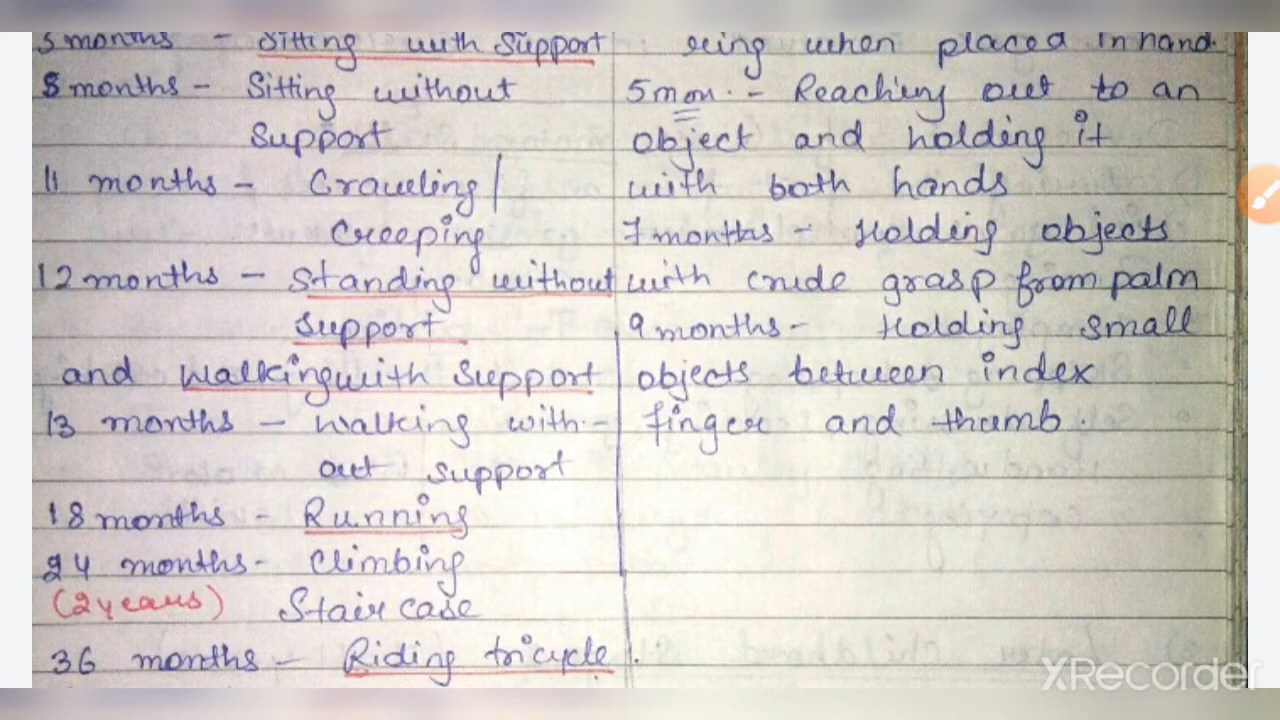 5 months - Sitting with Support
8 months - Sitting without
Support
11 months - Crawling/
Creeping
12 months - Standing without
support
and walking with support
13 months - Walking with-
out support
18 months - Running
24 months - Climbing
(2 years) Stair case
36 months - Riding tricycle.
when placed in hand.
5 mon. - Reaching out to an
object and holding it
with both hands
7 months - Holding objects
with crude grasp from palm
9 months - Holding small
objects between index
finger and thumb.
XRecorder